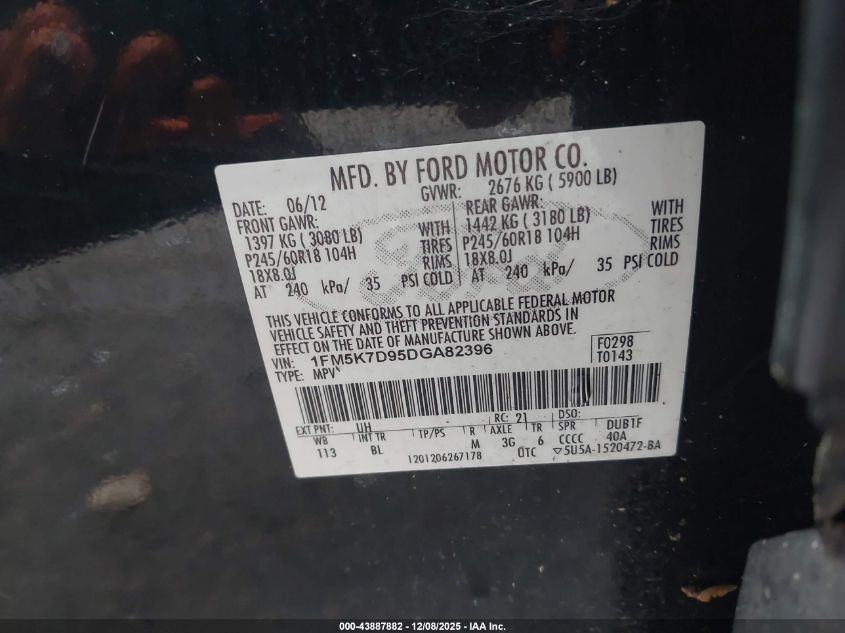 MFD. BY FORD MOTOR CO.
DATE: 06/12 GVWR: 2676 KG ( 5900 LB)
FRONT GAWR: REAR GAWR:
1397 KG ( 3080 LB) WITH 1442 KG ( 3180 LB) WITH
P245/60R18 104H TIRES P245/60R18 104H TIRES
18X8.0J RIMS 18X8.0J RIMS
AT 240 kPa/ 35 PSI COLD AT 240 kPa/ 35 PSI COLD
THIS VEHICLE CONFORMS TO ALL APPLICABLE FEDERAL MOTOR
VEHICLE SAFETY AND THEFT PREVENTION STANDARDS IN
EFFECT ON THE DATE OF MANUFACTURE SHOWN ABOVE.
VIN: 1FM5K7D95DGA82396 F0298
TYPE: MPV T0143
EXT PNT: UH RC: 21 DSO:
WB INT TR TP/PS R AXLE TR SPR DUB1F
113 BL M 3G 6 CCCC 40A
1201206267178 UTC ▽5U5A-1520472-BA
000-43887882 - 12/08/2025 - IAA Inc.